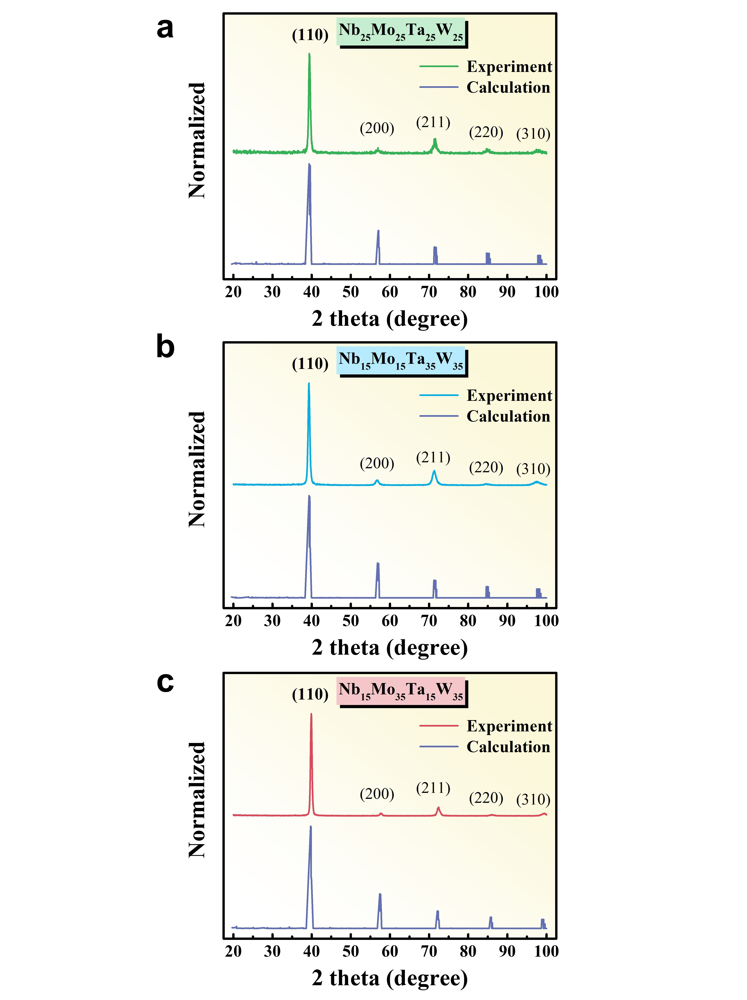 a
(110) Nb25Mo25Ta25W25
Experiment
Calculation
(200) (211) (220) (310)
Normalized
20 30 40 50 60 70 80 90 100
2 theta (degree)
b
(110) Nb15Mo15Ta35W35
Experiment
Calculation
(200) (211) (220) (310)
Normalized
20 30 40 50 60 70 80 90 100
2 theta (degree)
c
(110) Nb15Mo35Ta15W35
Experiment
Calculation
(200) (211) (220) (310)
Normalized
20 30 40 50 60 70 80 90 100
2 theta (degree)